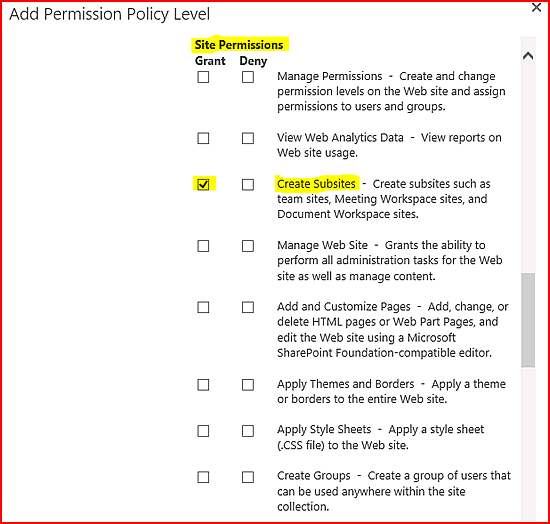 Add Permission Policy Level
Site Permissions
Grant Deny
Manage Permissions - Create and change
permission levels on the Web site and assign
permissions to users and groups.
View Web Analytics Data - View reports on
Web site usage.
Create Subsites - Create subsites such as
team sites, Meeting Workspace sites, and
Document Workspace sites.
Manage Web Site - Grants the ability to
perform all administration tasks for the Web
site as well as manage content.
Add and Customize Pages - Add, change, or
delete HTML pages or Web Part Pages, and
edit the Web site using a Microsoft
SharePoint Foundation-compatible editor.
Apply Themes and Borders - Apply a theme
or borders to the entire Web site.
Apply Style Sheets - Apply a style sheet
(.CSS file) to the Web site.
Create Groups - Create a group of users that
can be used anywhere within the site
collection.